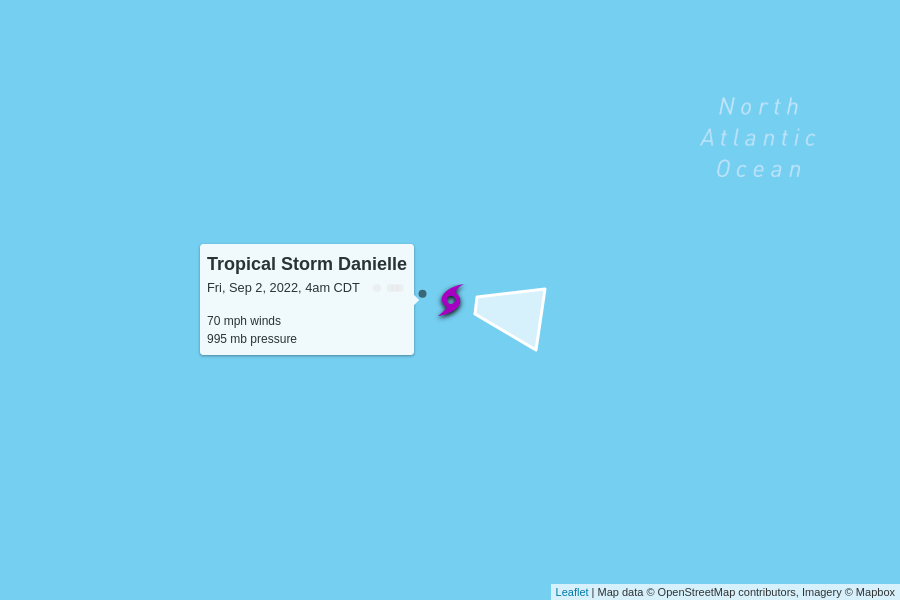 North
Atlantic
Ocean
Tropical Storm Danielle
Fri, Sep 2, 2022, 4am CDT
70 mph winds
995 mb pressure
Leaflet | Map data © OpenStreetMap contributors, Imagery © Mapbox